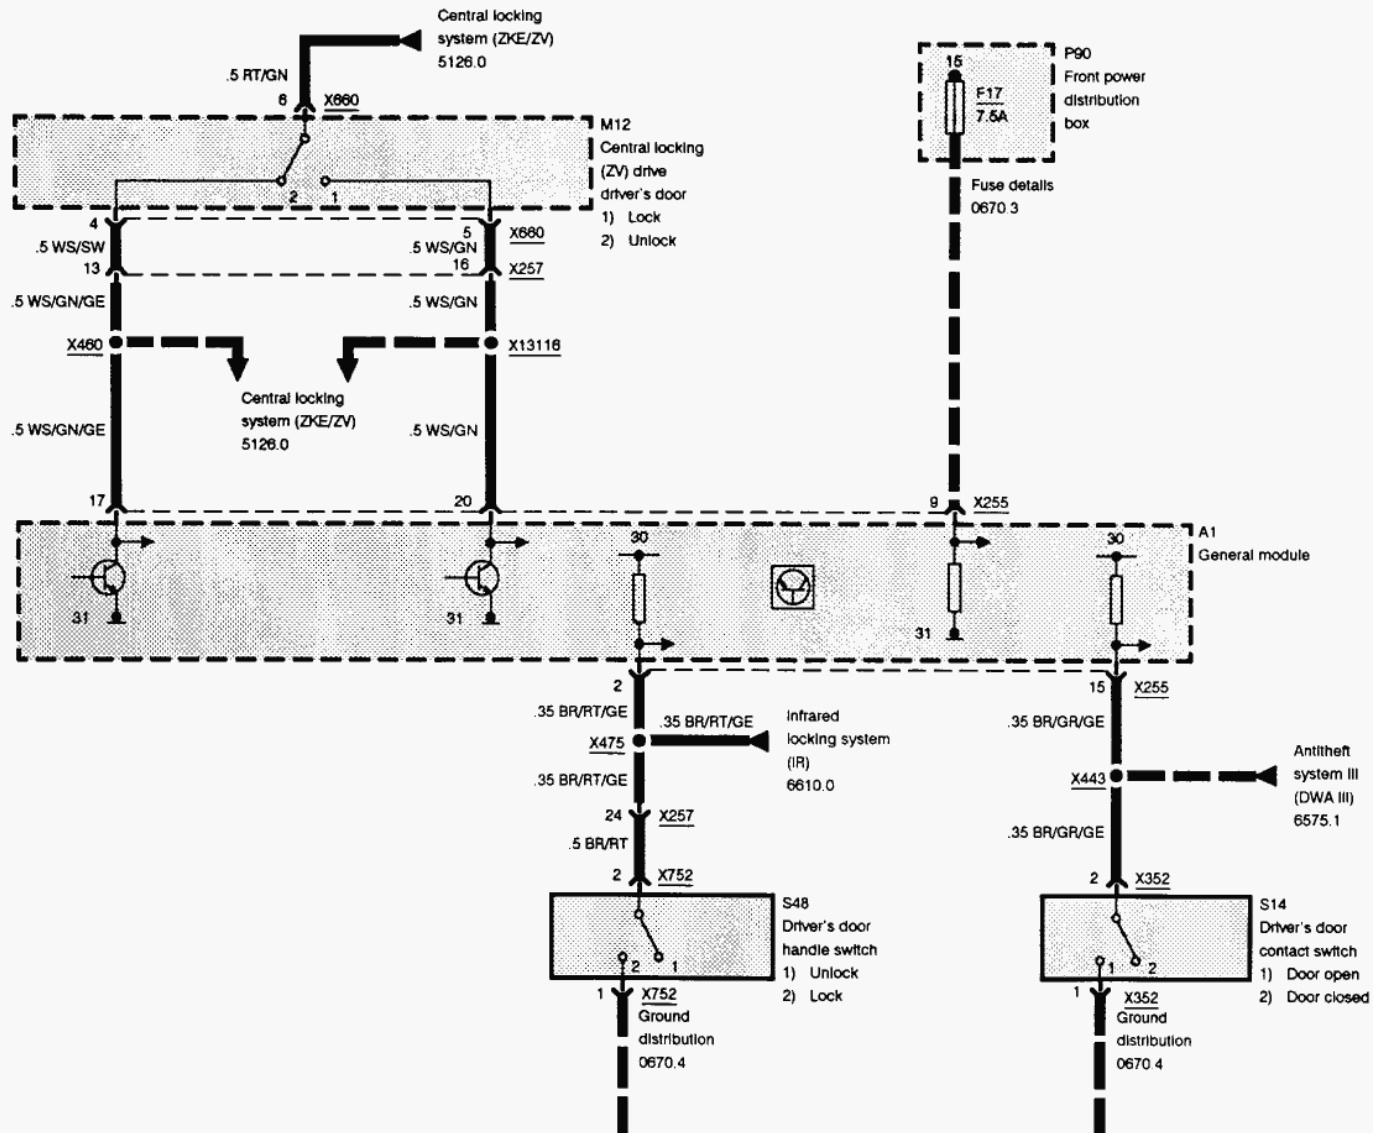 Central locking
system (ZKE/ZV)
5126.0
.5 RT/GN
6
X660
M12
Central locking
(ZV) drive
driver's door
1) Lock
2) Unlock
2
1
15
F17
7.5A
P90
Front power
distribution
box
Fuse details
0670.3
4
5
X660
.5 WS/SW
.5 WS/GN
13
16
X257
.5 WS/GN/GE
.5 WS/GN
X460
X13116
Central locking
system (ZKE/ZV)
5126.0
.5 WS/GN/GE
.5 WS/GN
17
20
9
X255
A1
General module
30
30
31
31
31
2
15
X255
.35 BR/RT/GE
.35 BR/RT/GE
Infrared
locking system
(IR)
6610.0
X475
.35 BR/RT/GE
.35 BR/GR/GE
X443
Antitheft
system III
(DWA III)
6575.1
24
X257
.5 BR/RT
.35 BR/GR/GE
2
X752
2
X352
S48
Driver's door
handle switch
1) Unlock
2) Lock
2
1
S14
Driver's door
contact switch
1) Door open
2) Door closed
1
2
1
X752
Ground
distribution
0670.4
1
X352
Ground
distribution
0670.4